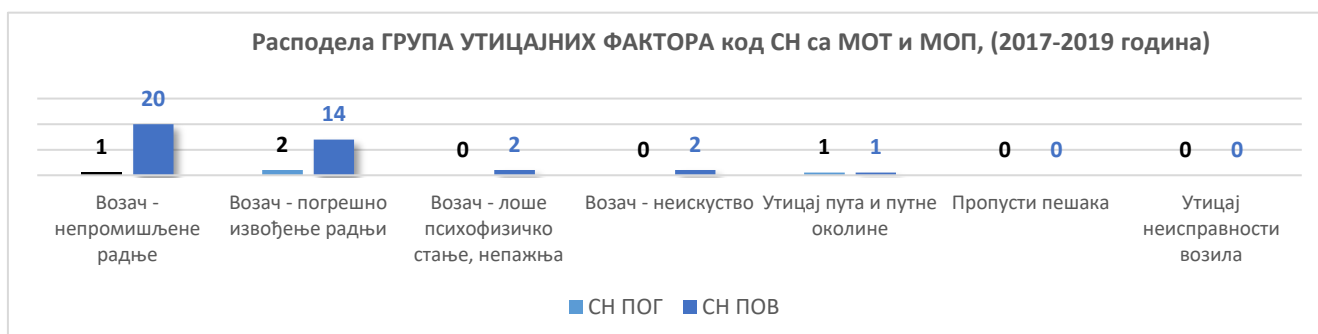 Расподела ГРУПА УТИЦАЈНИХ ФАКТОРА код СН са МОТ и МОП, (2017-2019 година)
1 20 2 14 0 2 0 2 1 1 0 0 0 0
Возач - непромишљене радње
Возач - погрешно извођење радњи
Возач - лоше психофизичко стање, непажња
Возач - неискуство
Утицај пута и путне околине
Пропусти пешака
Утицај неисправности возила
СН ПОГ СН ПОВ